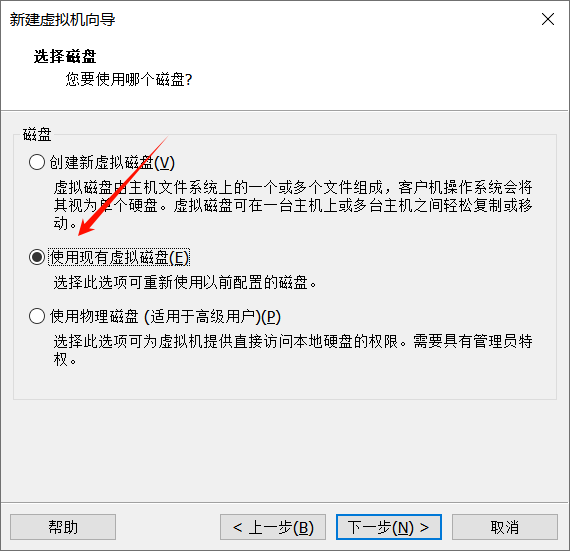 新建虚拟机向导
选择磁盘
您要使用哪个磁盘?
磁盘
创建新虚拟磁盘(V)
虚拟磁盘由主机文件系统上的一个或多个文件组成，客户机操作系统会将
其视为单个硬盘。虚拟磁盘可在一台主机上或多台主机之间轻松复制或移
动。
使用现有虚拟磁盘(E)
选择此选项可重新使用以前配置的磁盘。
使用物理磁盘 (适用于高级用户)(P)
选择此选项可为虚拟机提供直接访问本地硬盘的权限。需要具有管理员特
权。
帮助
< 上一步(B)
下一步(N) >
取消